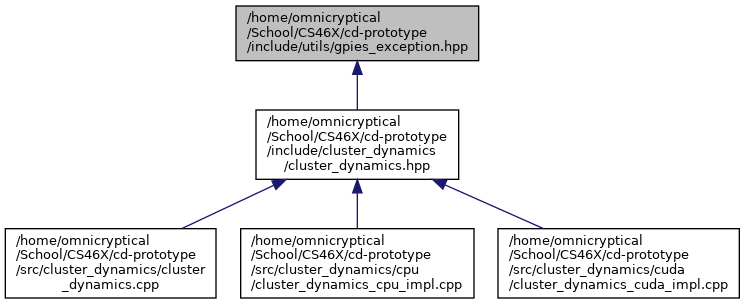 /home/omnicryptical
/School/CS46X/cd-prototype
/include/utils/gpies_exception.hpp
/home/omnicryptical
/School/CS46X/cd-prototype
/include/cluster_dynamics
/cluster_dynamics.hpp
/home/omnicryptical
/School/CS46X/cd-prototype
/src/cluster_dynamics/cluster
_dynamics.cpp
/home/omnicryptical
/School/CS46X/cd-prototype
/src/cluster_dynamics/cpu
/cluster_dynamics_cpu_impl.cpp
/home/omnicryptical
/School/CS46X/cd-prototype
/src/cluster_dynamics/cuda
/cluster_dynamics_cuda_impl.cpp